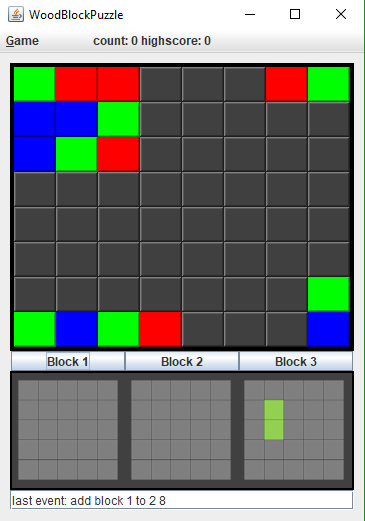 WoodBlockPuzzle
Game count: 0 highscore: 0
Block 1 Block 2 Block 3
last event: add block 1 to 2 8